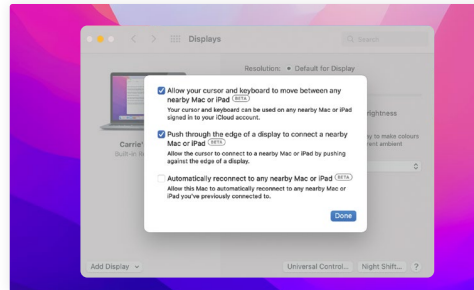 Displays
Search
Resolution: Default for Display
Allow your cursor and keyboard to move between any
nearby Mac or iPad BETA
Your cursor and keyboard can be used on any nearby Mac or iPad
signed in to your iCloud account.
Push through the edge of a display to connect a nearby
Mac or iPad BETA
Allow the cursor to connect to a nearby Mac or iPad by pushing
against the edge of a display.
Automatically reconnect to any nearby Mac or iPad BETA
Allow this Mac to automatically reconnect to any nearby Mac or
iPad you've previously connected to.
Done
Carrie'
Built-in
rightness
to make colours
ambient
Add Display
Universal Control...
Night Shift...
?